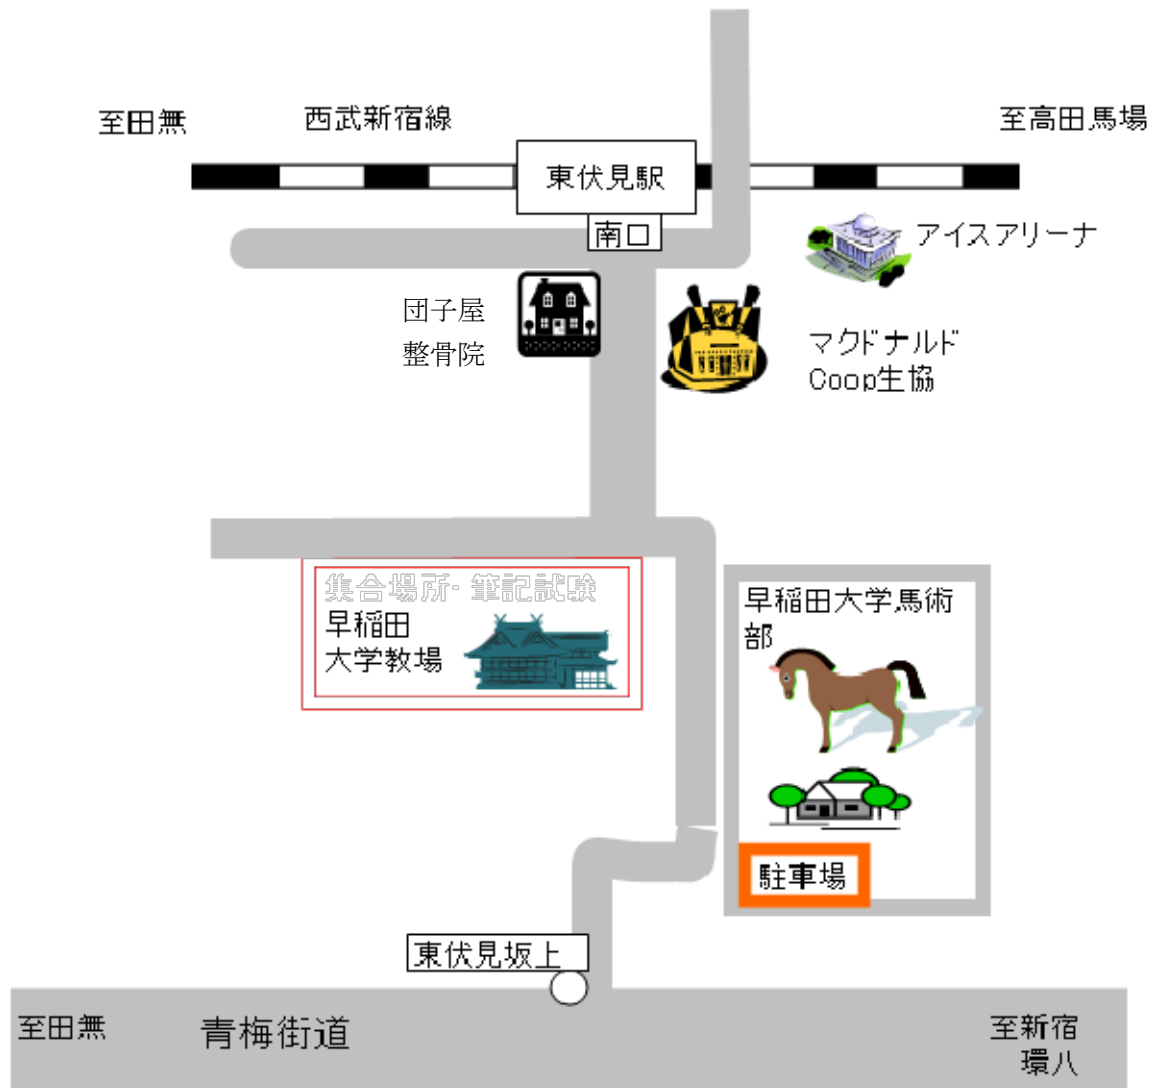 至田無
西武新宿線
至高田馬場
東伏見駅
南口
アイスアリーナ
団子屋
整骨院
マクドナルド
Coop生協
集合場所・筆記試験
早稲田
大学教場
早稲田大学馬術
部
駐車場
東伏見坂上
至田無
青梅街道
至新宿
環八